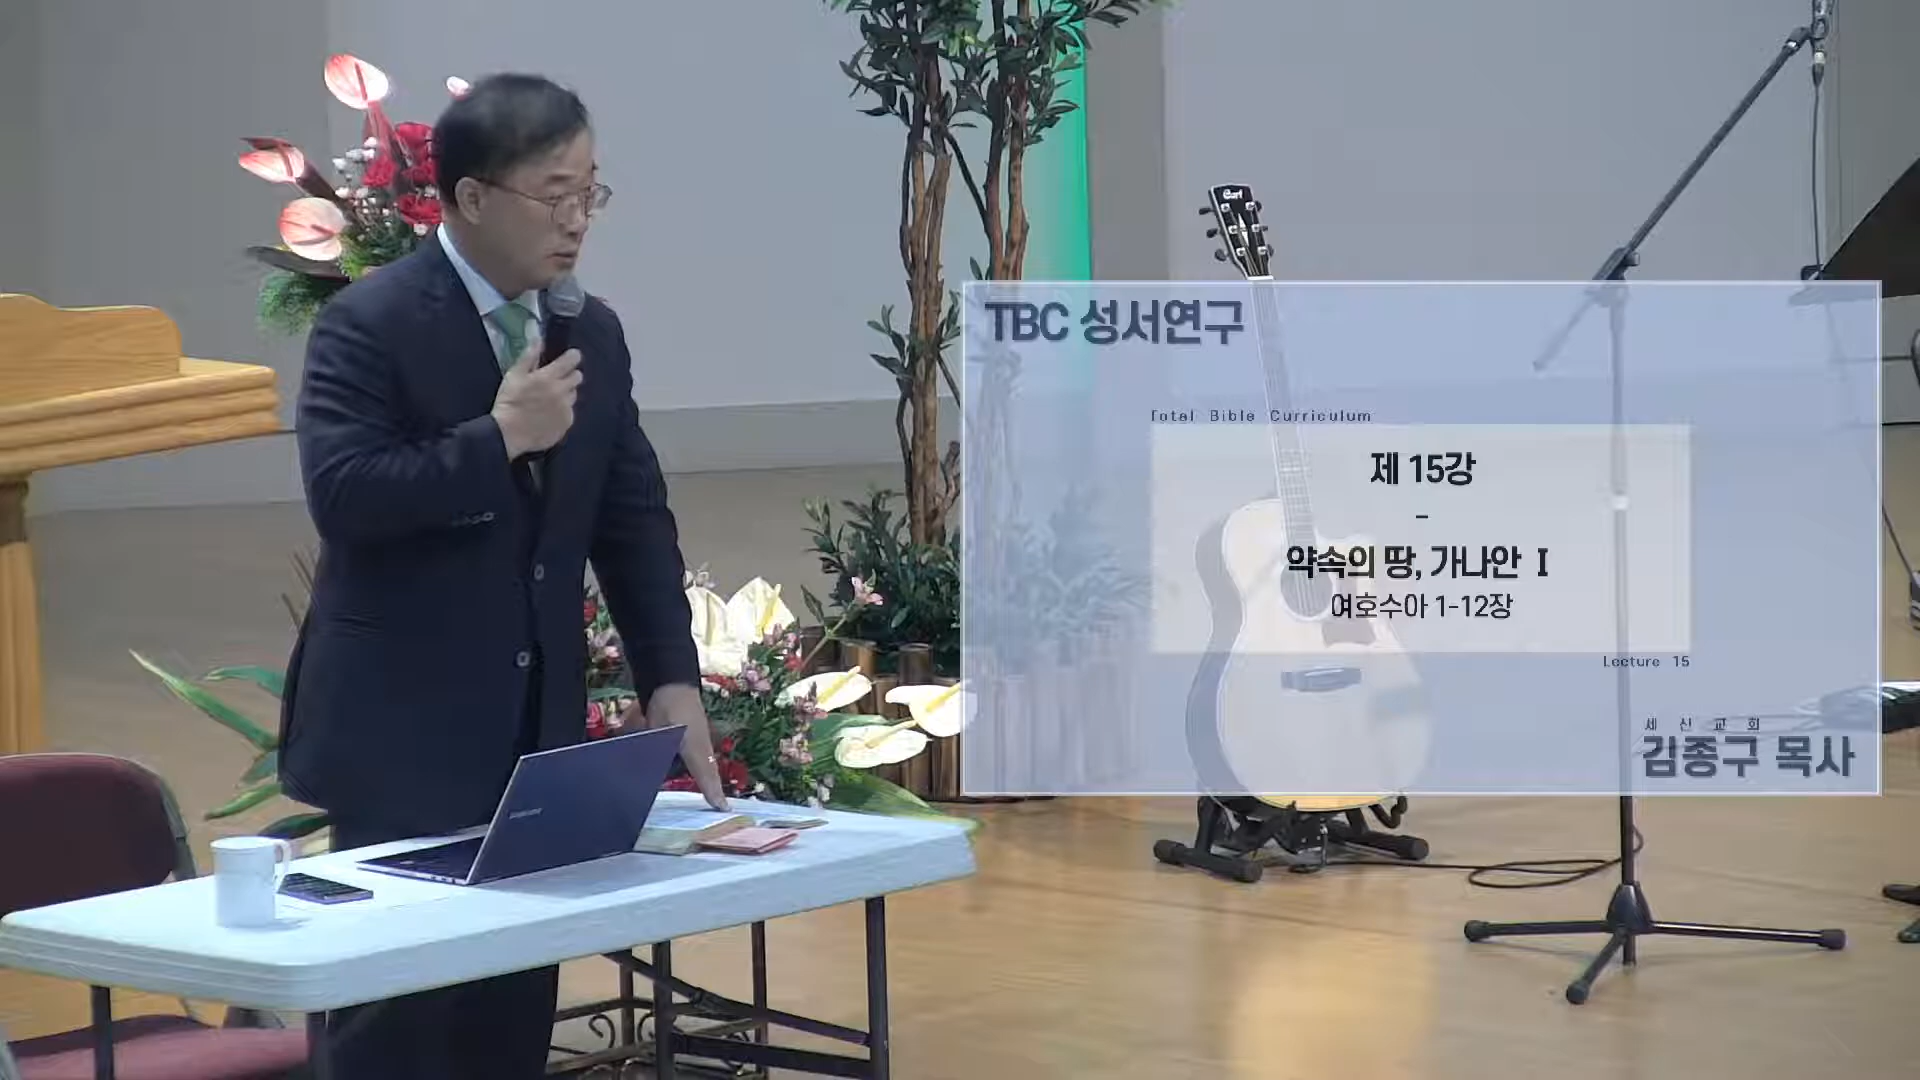 Cort
TBC 성서연구
Total Bible Curriculum
제 15강
-
약속의 땅, 가나안 I
여호수아 1-12장
Lecture 15
세신교회
김종구 목사